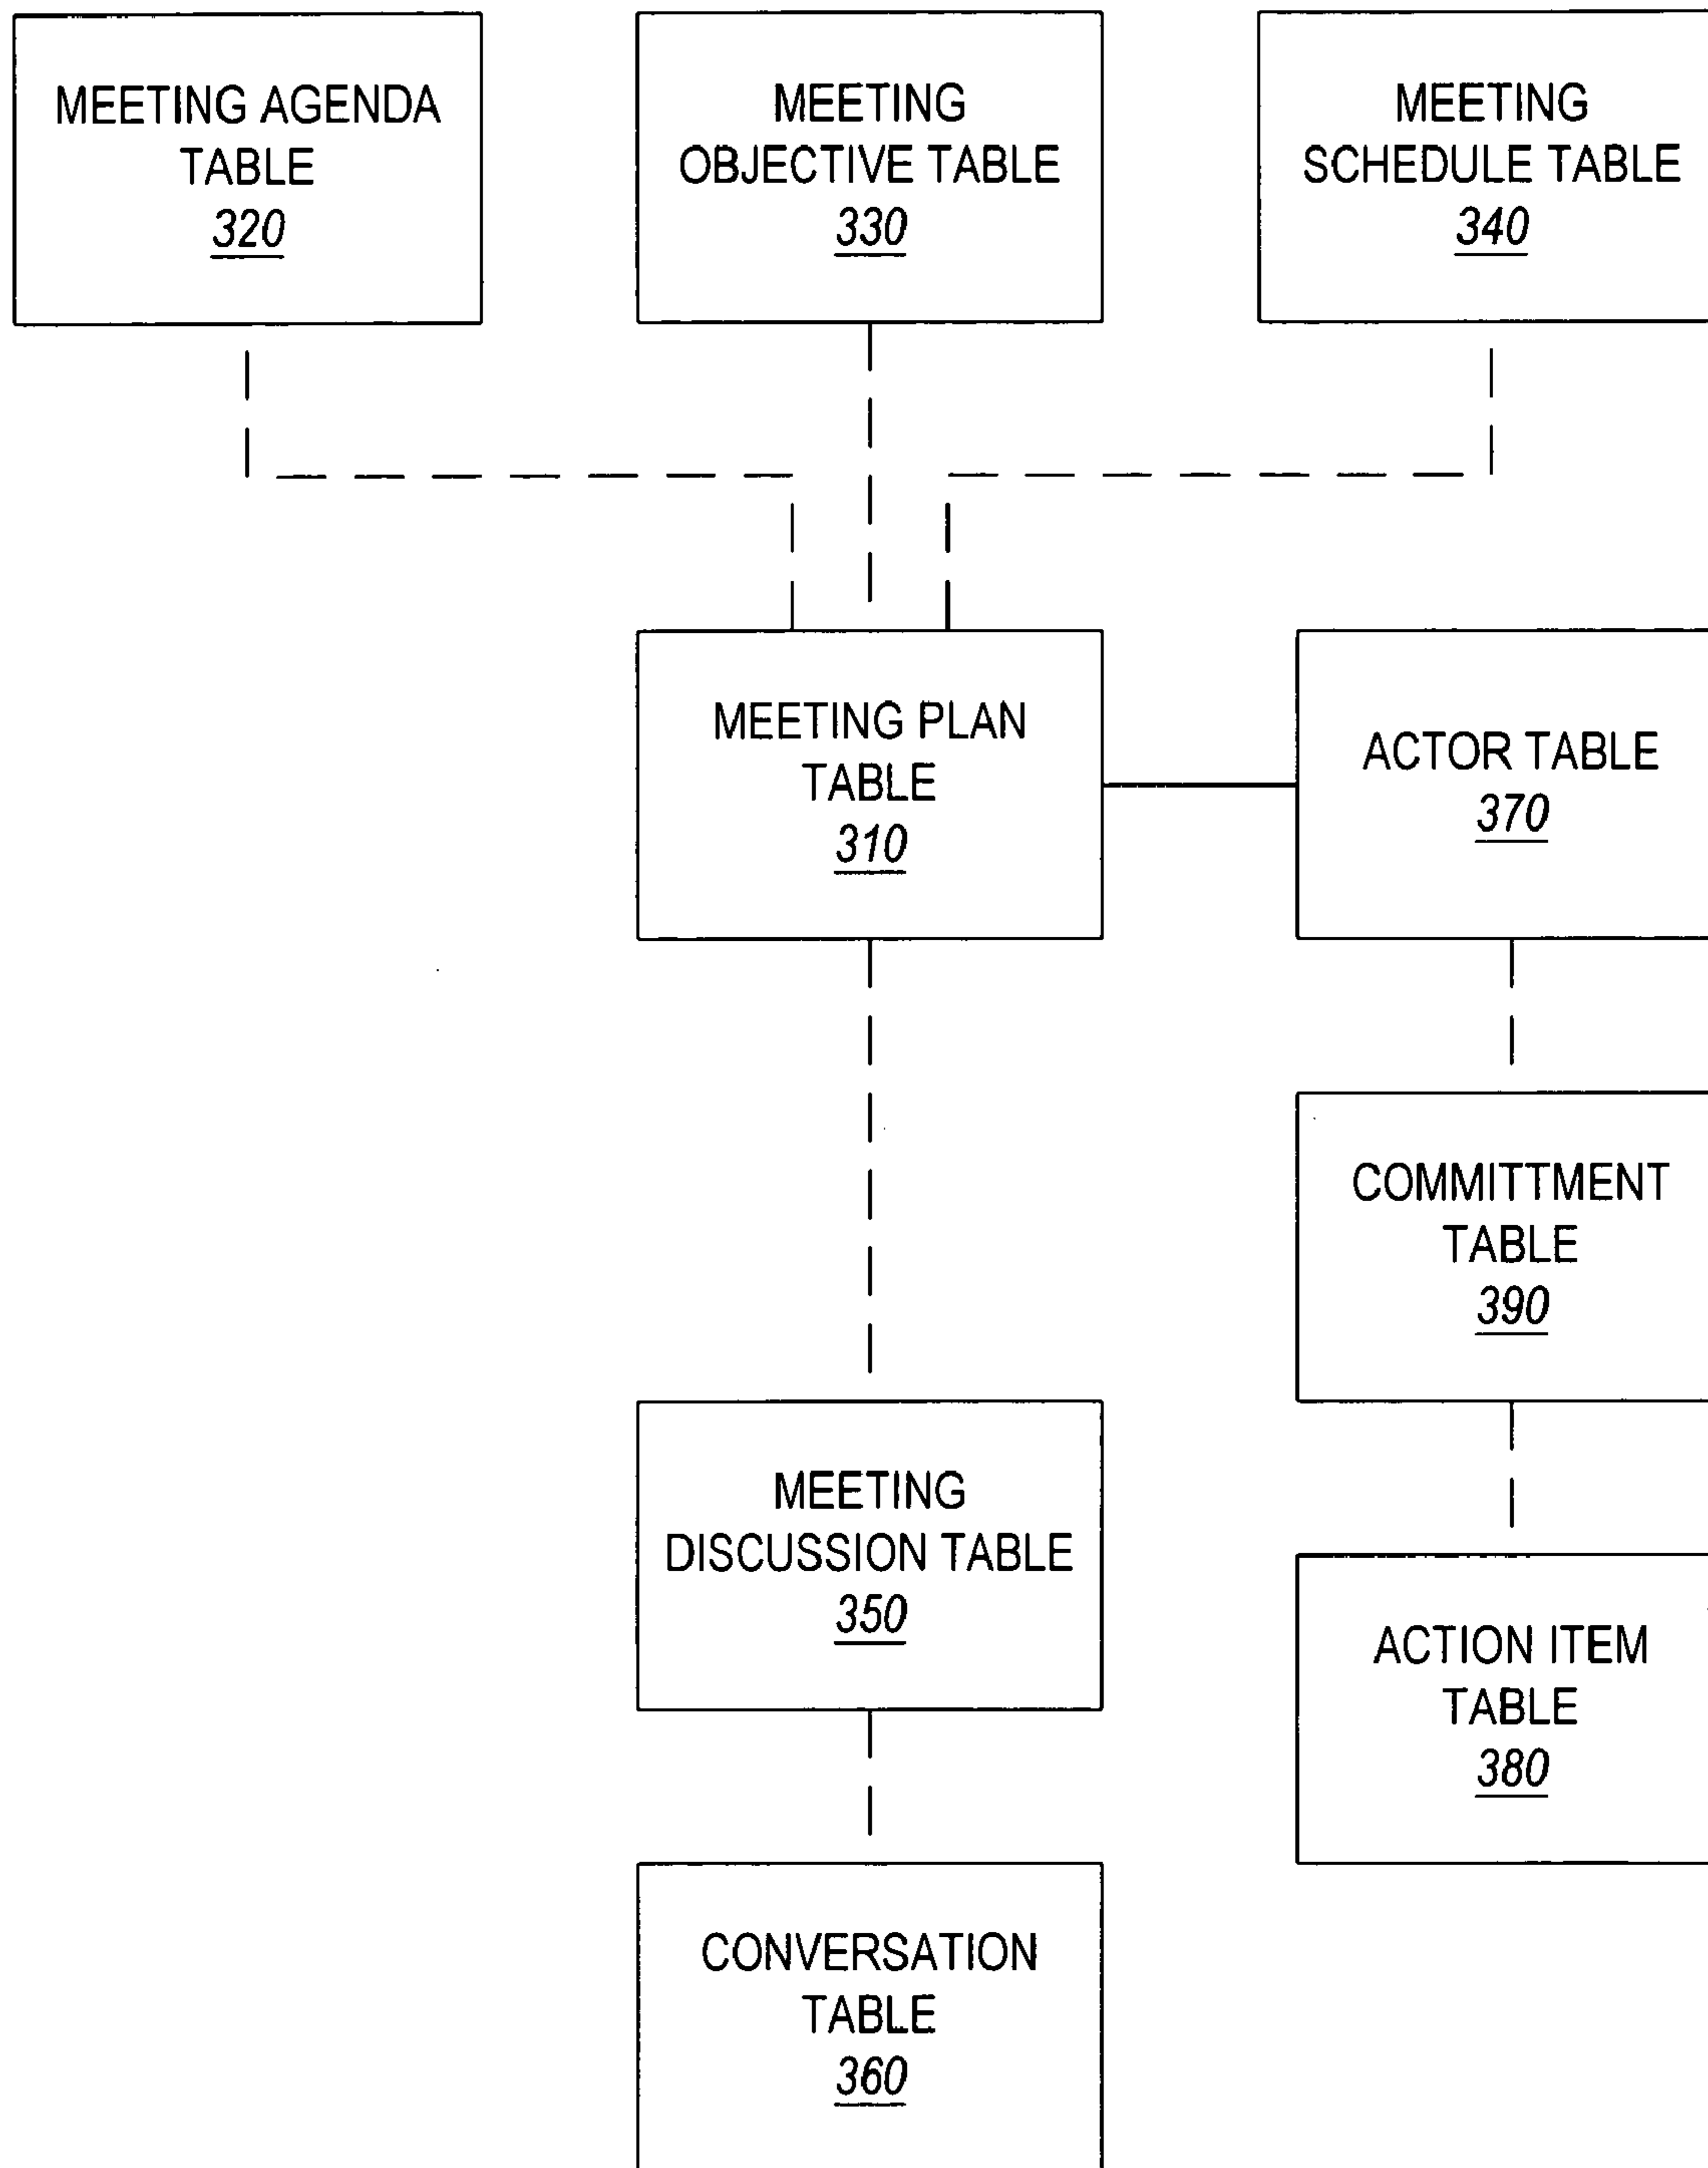 MEETING AGENDA
TABLE
320
MEETING
OBJECTIVE TABLE
330
MEETING
SCHEDULE TABLE
340
MEETING PLAN
TABLE
310
ACTOR TABLE
370
COMMITTMENT
TABLE
390
MEETING
DISCUSSION TABLE
350
ACTION ITEM
TABLE
380
CONVERSATION
TABLE
360